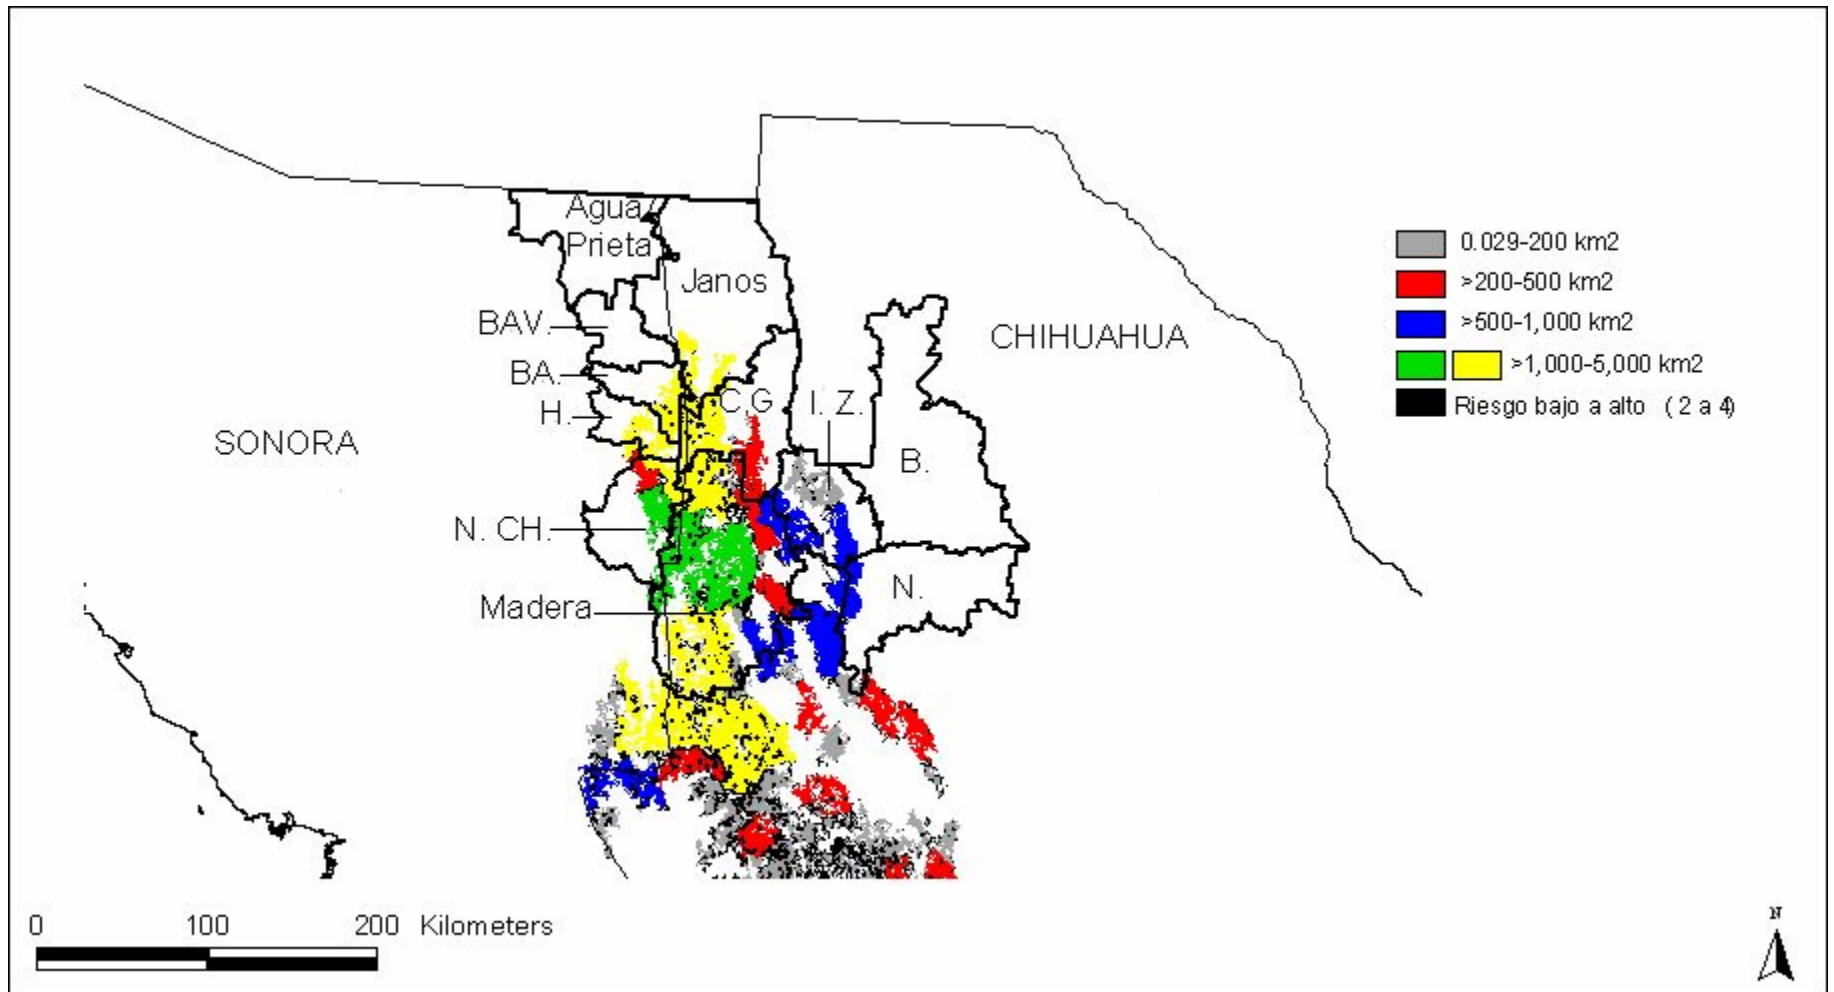 Agua
Prieta
Janos
BAV.
BA.
H.
C.G
I. Z.
B.
N. CH.
N.
Madera
SONORA
CHIHUAHUA
0.029-200 km2
>200-500 km2
>500-1,000 km2
>1,000-5,000 km2
Riesgo bajo a alto ( 2 a 4)
0 100 200 Kilometers
N